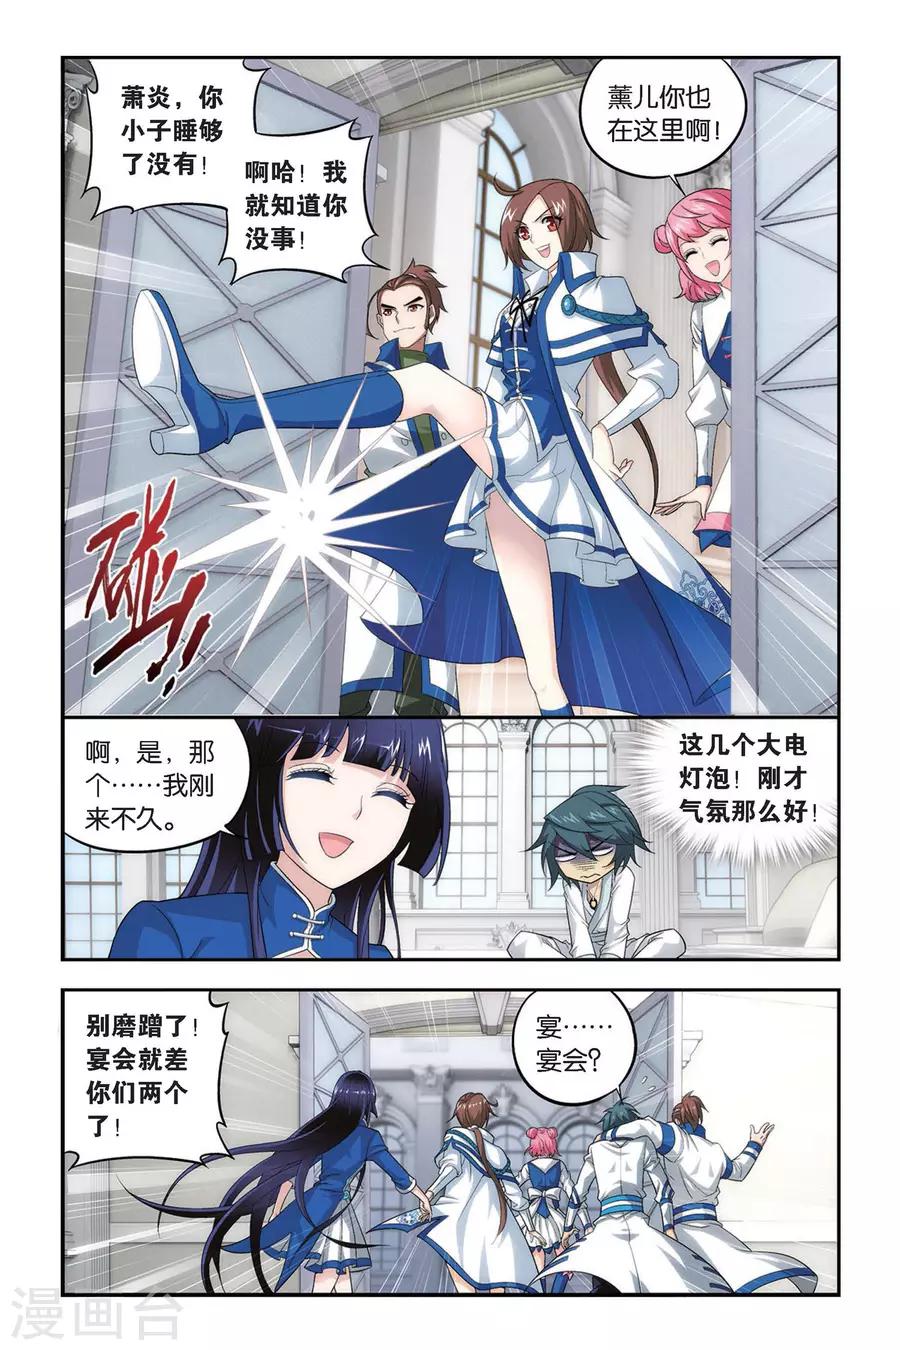 萧炎，你
小子睡够
了没有！
啊哈！我
就知道你
没事！
薰儿你也
在这里啊！
碰!!
啊，是，那
个……我刚
来不久。
这几个大电
灯泡！刚才
气氛那么好！
别磨蹭了！
宴会就差
你们两个
了！
宴……
宴会？
漫画台